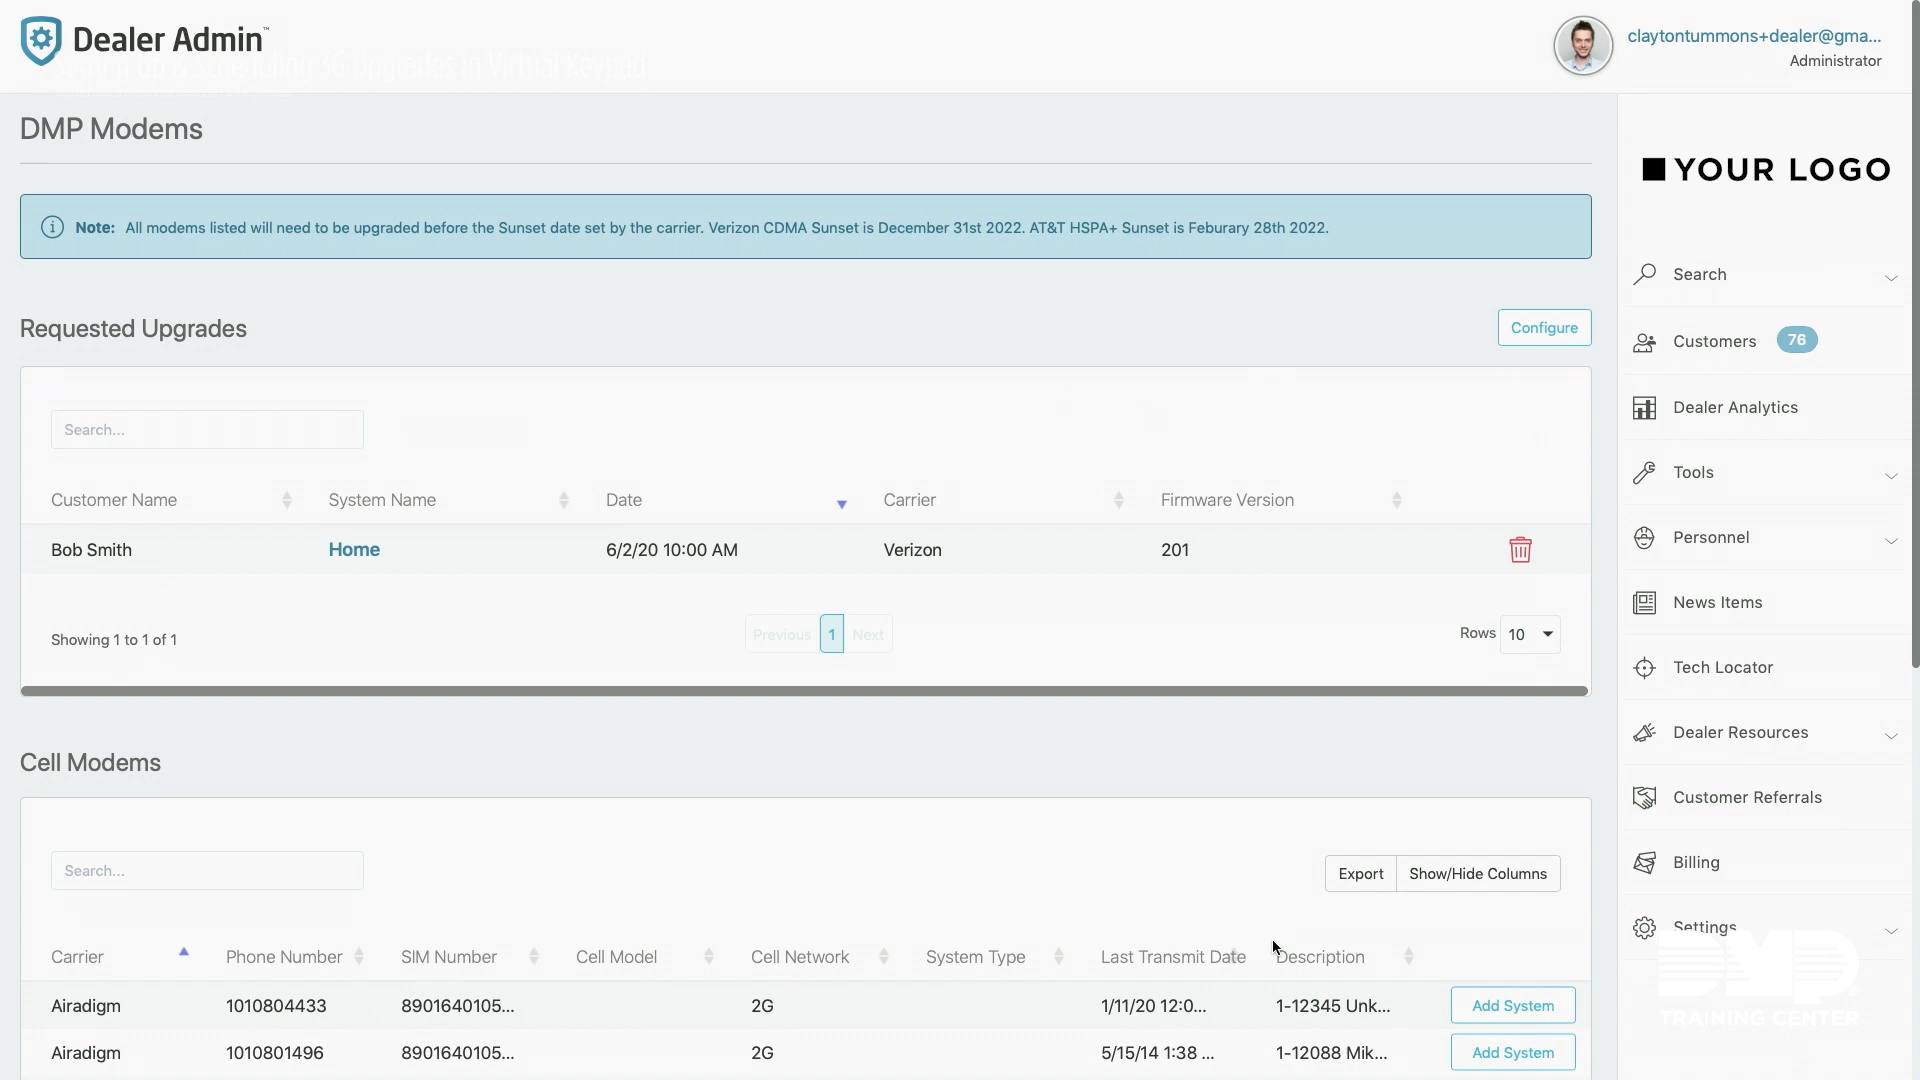 Dealer Admin™
Setting Up & Scheduling 3G Upgrades in Virtual Keypad
claytontummons+dealer@gma...
Administrator
DMP Modems
YOUR LOGO
Note: All modems listed will need to be upgraded before the Sunset date set by the carrier. Verizon CDMA Sunset is December 31st 2022. AT&T HSPA+ Sunset is Feburary 28th 2022.
Requested Upgrades
Configure
Search...
Customer Name System Name Date Carrier Firmware Version
Bob Smith Home 6/2/20 10:00 AM Verizon 201
Showing 1 to 1 of 1
Previous 1 Next
Rows 10
Cell Modems
Search...
Export Show/Hide Columns
Carrier Phone Number SIM Number Cell Model Cell Network System Type Last Transmit Date Description
Airadigm 1010804433 8901640105... 2G 1/11/20 12:0... 1-12345 Unk... Add System
Airadigm 1010801496 8901640105... 2G 5/15/14 1:38 ... 1-12088 Mik... Add System
Search
Customers 76
Dealer Analytics
Tools
Personnel
News Items
Tech Locator
Dealer Resources
Customer Referrals
Billing
Settings
DMP
TRAINING CENTER